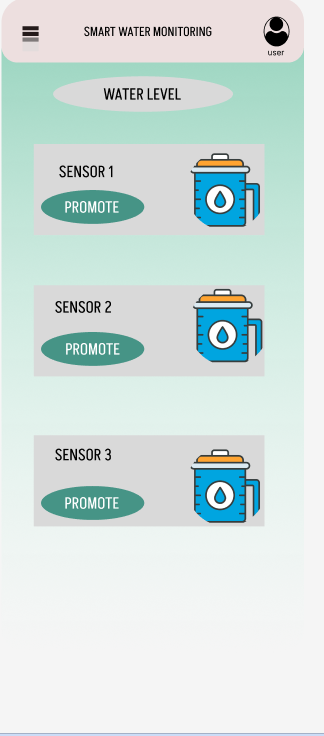 SMART WATER MONITORING
user
WATER LEVEL
SENSOR 1
PROMOTE
SENSOR 2
PROMOTE
SENSOR 3
PROMOTE